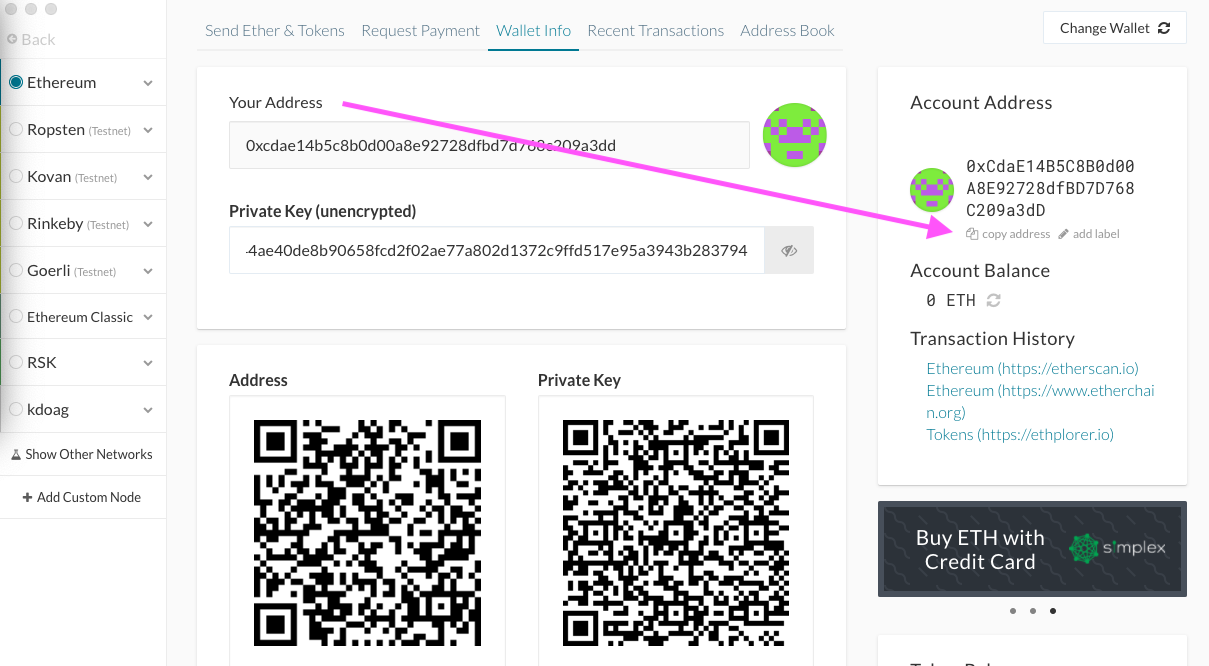 Back
Ethereum
Ropsten (Testnet)
Kovan (Testnet)
Rinkeby (Testnet)
Goerli (Testnet)
Ethereum Classic
RSK
kdoag
Show Other Networks
Add Custom Node
Send Ether & Tokens
Request Payment
Wallet Info
Recent Transactions
Address Book
Change Wallet
Your Address
0xcdae14b5c8b0d00a8e92728dfbd7d768c209a3dd
Private Key (unencrypted)
4ae40de8b90658fcd2f02ae77a802d1372c9ffd517e95a3943b283794
Address
Private Key
Account Address
0xCdaE14B5C8B0d00
A8E92728dfBD7D768
C209a3dD
copy address
add label
Account Balance
0 ETH
Transaction History
Ethereum (https://etherscan.io)
Ethereum (https://www.etherchai
n.org)
Tokens (https://ethplorer.io)
Buy ETH with
Credit Card
simplex